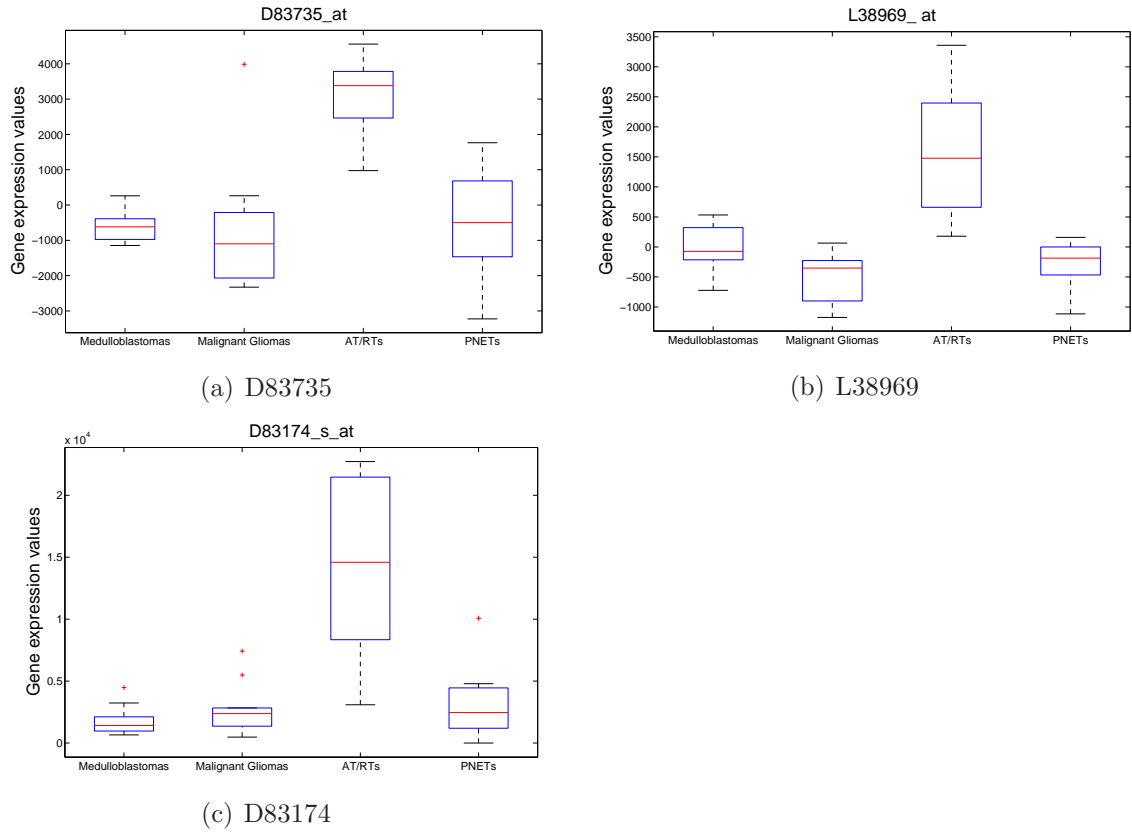 D83735_at
Gene expression values
4000
3000
2000
1000
0
−1000
−2000
−3000
Medulloblastomas Malignant Gliomas AT/RTs PNETs
(a) D83735
L38969_ at
Gene expression values
3500
3000
2500
2000
1500
1000
500
0
−500
−1000
Medulloblastomas Malignant Gliomas AT/RTs PNETs
(b) L38969
D83174_s_at
x 10^4
Gene expression values
2
1.5
1
0.5
0
Medulloblastomas Malignant Gliomas AT/RTs PNETs
(c) D83174